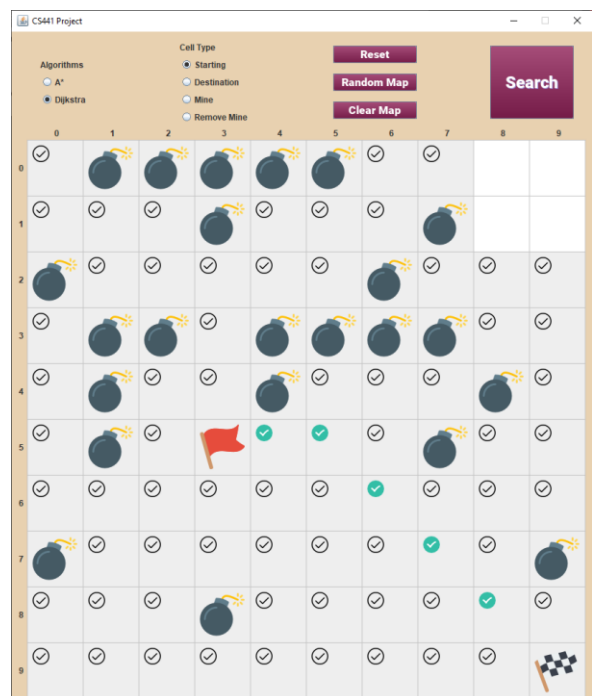 CS441 Project
Cell Type
Algorithms
Starting
Reset
A*
Destination
Random Map
Search
Dijkstra
Mine
Remove Mine
Clear Map
0 1 2 3 4 5 6 7 8 9
0
1
2
3
4
5
6
7
8
9